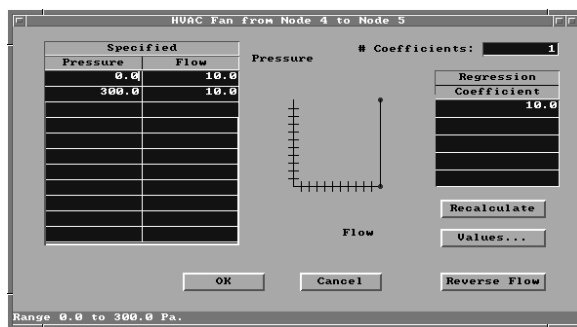 HVAC Fan from Node 4 to Node 5
Specified
Pressure Flow
0.0 10.0
300.0 10.0
Pressure
Flow
# Coefficients: 1
Regression
Coefficient
10.0
Recalculate
Values...
OK
Cancel
Reverse Flow
Range 0.0 to 300.0 Pa.